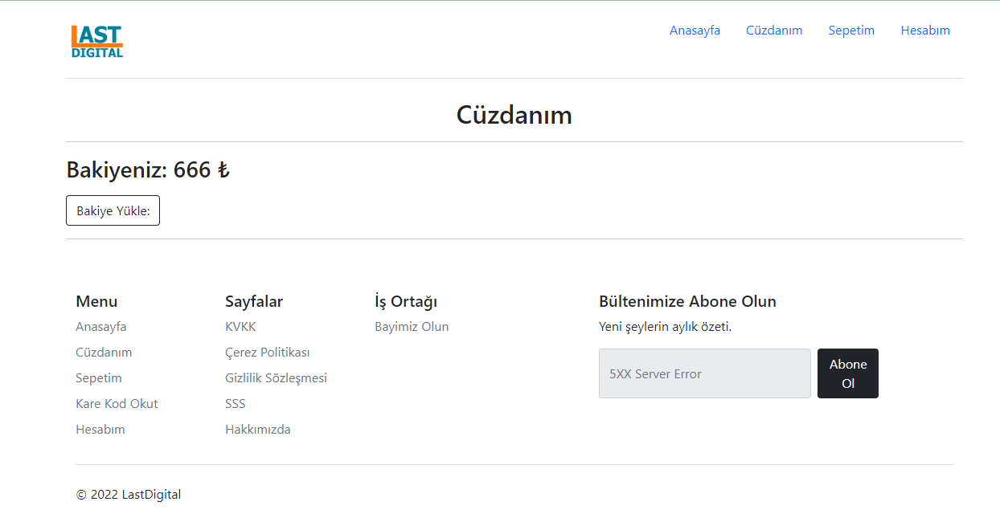 LAST
DIGITAL
Anasayfa Cüzdanım Sepetim Hesabım
Cüzdanım
Bakiyeniz: 666 ₺
Bakiye Yükle:
Menu
Anasayfa
Cüzdanım
Sepetim
Kare Kod Okut
Hesabım
Sayfalar
KVKK
Çerez Politikası
Gizlilik Sözleşmesi
SSS
Hakkımızda
İş Ortağı
Bayimiz Olun
Bültenimize Abone Olun
Yeni şeylerin aylık özeti.
5XX Server Error
Abone
Ol
© 2022 LastDigital